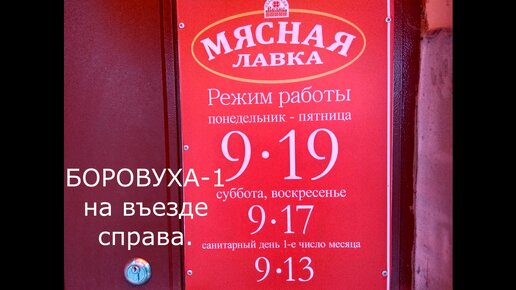 МЯСНАЯ
ЛАВКА
Режим работы
понедельник - пятница
9·19
суббота, воскресенье
9·17
санитарный день 1-е число месяца
9·13
БОРОВУХА-1
на въезде
справа.